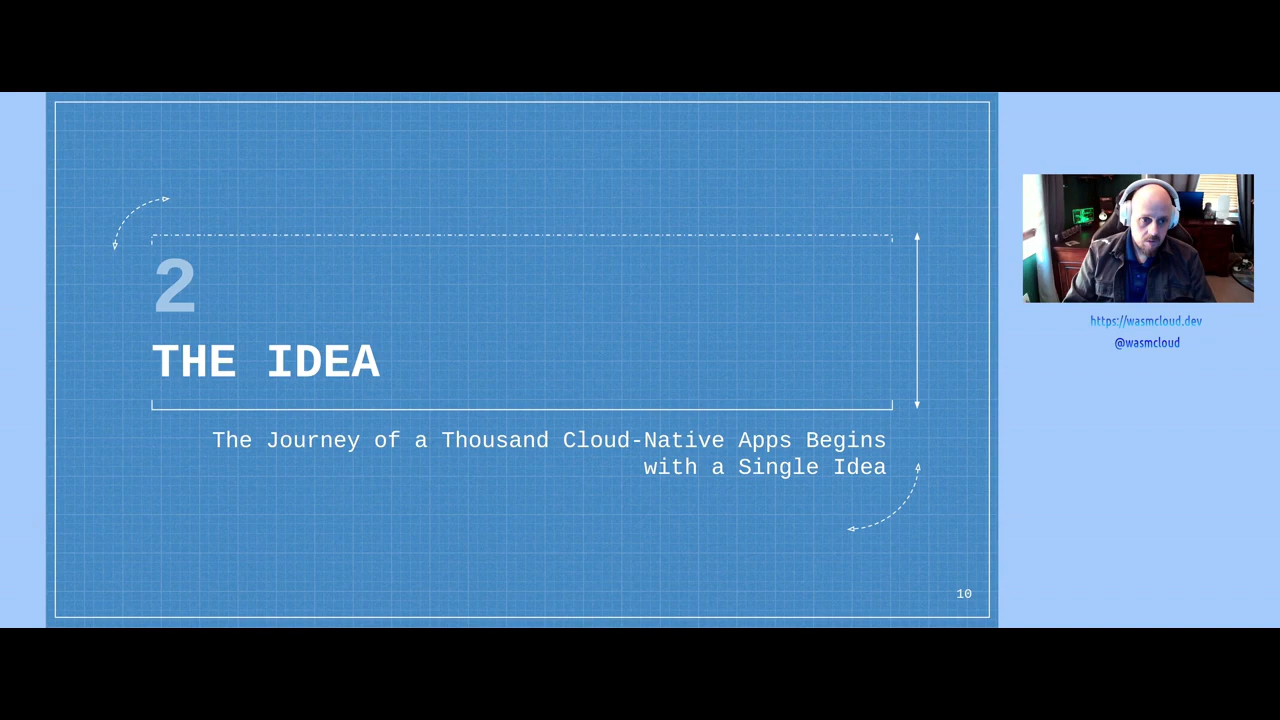 2
THE IDEA
The Journey of a Thousand Cloud-Native Apps Begins
with a Single Idea
10
https://wasmcloud.dev
@wasmcloud